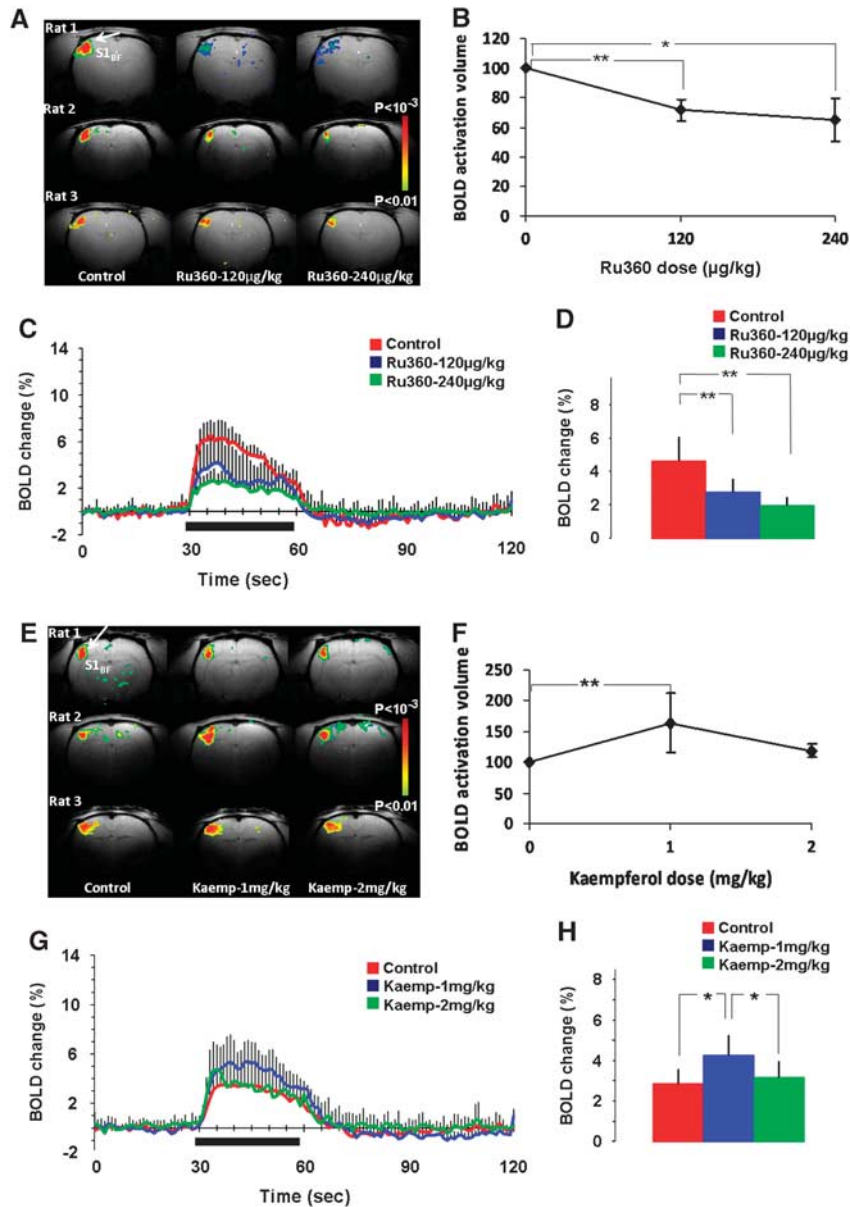 A
Rat 1
S1BF
Rat 2
P<10-3
Rat 3
P<0.01
Control
Ru360-120µg/kg
Ru360-240µg/kg
B
BOLD activation volume
120
100
80
60
40
20
0
**
*
0
120
240
Ru360 dose (µg/kg)
C
Control
Ru360-120µg/kg
Ru360-240µg/kg
BOLD change (%)
14
10
6
2
-2
0
30
60
90
120
Time (sec)
D
Control
Ru360-120µg/kg
Ru360-240µg/kg
BOLD change (%)
8
6
4
2
0
**
**
E
Rat 1
S1BF
Rat 2
P<10-3
Rat 3
P<0.01
Control
Kaemp-1mg/kg
Kaemp-2mg/kg
F
BOLD activation volume
250
200
150
100
50
0
**
0
1
2
Kaempferol dose (mg/kg)
G
Control
Kaemp-1mg/kg
Kaemp-2mg/kg
BOLD change (%)
14
10
6
2
-2
0
30
60
90
120
Time (sec)
H
Control
Kaemp-1mg/kg
Kaemp-2mg/kg
BOLD change (%)
8
6
4
2
0
*
*